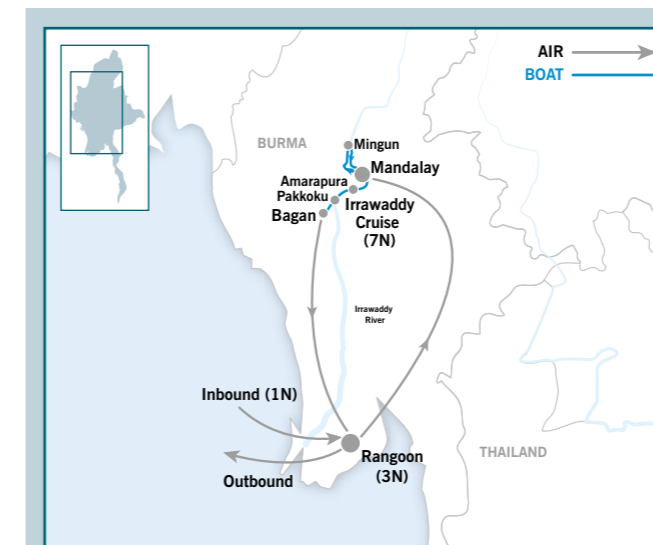 AIR
BOAT
BURMA
Mingun
Mandalay
Amarapura
Pakkoku
Bagan
Irrawaddy
Cruise
(7N)
Irrawaddy
River
Inbound (1N)
Outbound
Rangoon
(3N)
THAILAND